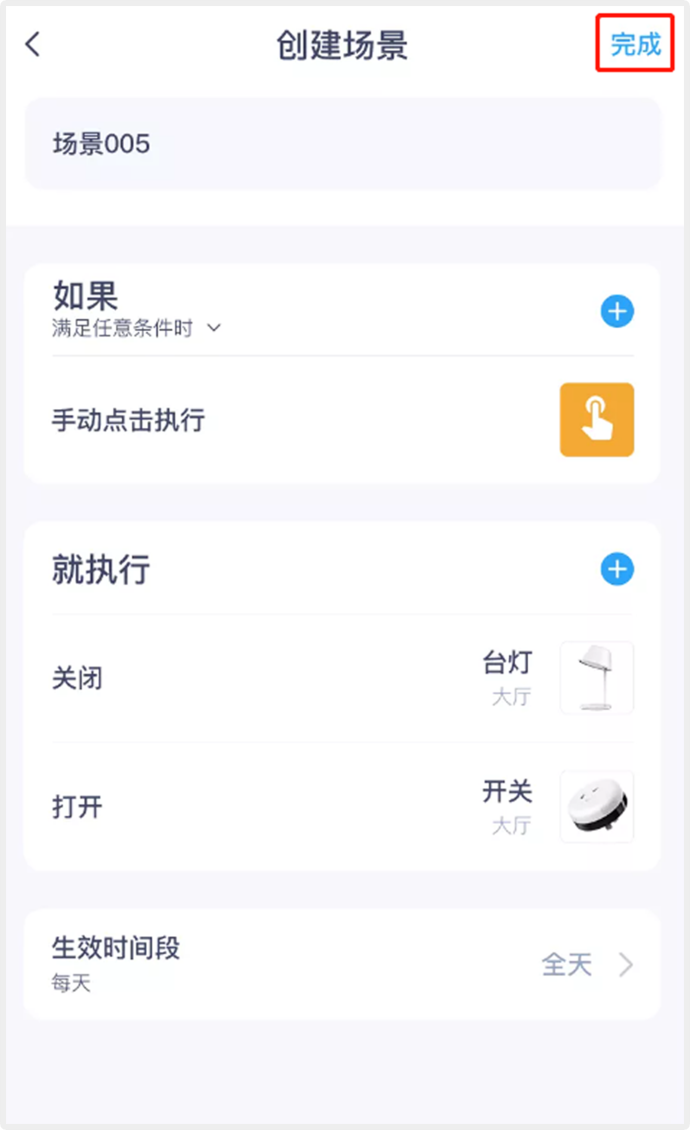 创建场景
完成
场景005
如果
满足任意条件时
手动点击执行
就执行
关闭
台灯
大厅
打开
开关
大厅
生效时间段
每天
全天